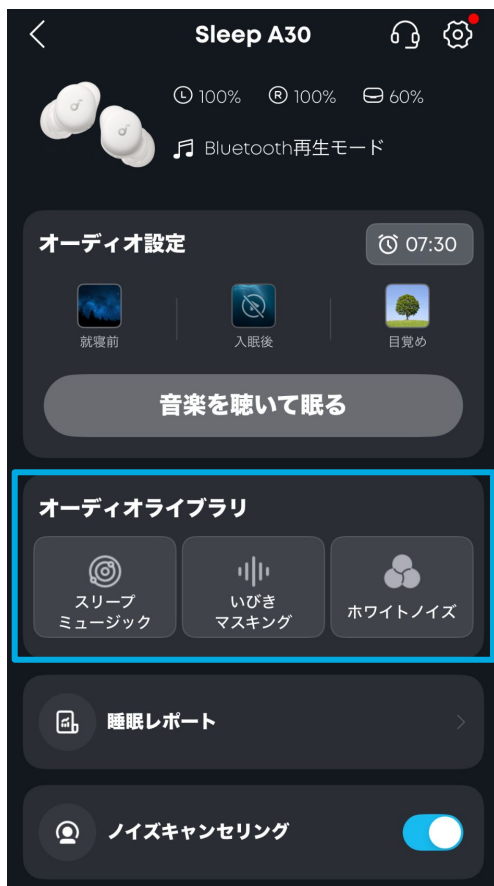 Sleep A30
L 100% R 100% 60%
Bluetooth再生モード
オーディオ設定
07:30
就寝前 入眠後 目覚め
音楽を聴いて眠る
オーディオライブラリ
スリープ
ミュージック
いびき
マスキング
ホワイトノイズ
睡眠レポート
ノイズキャンセリング